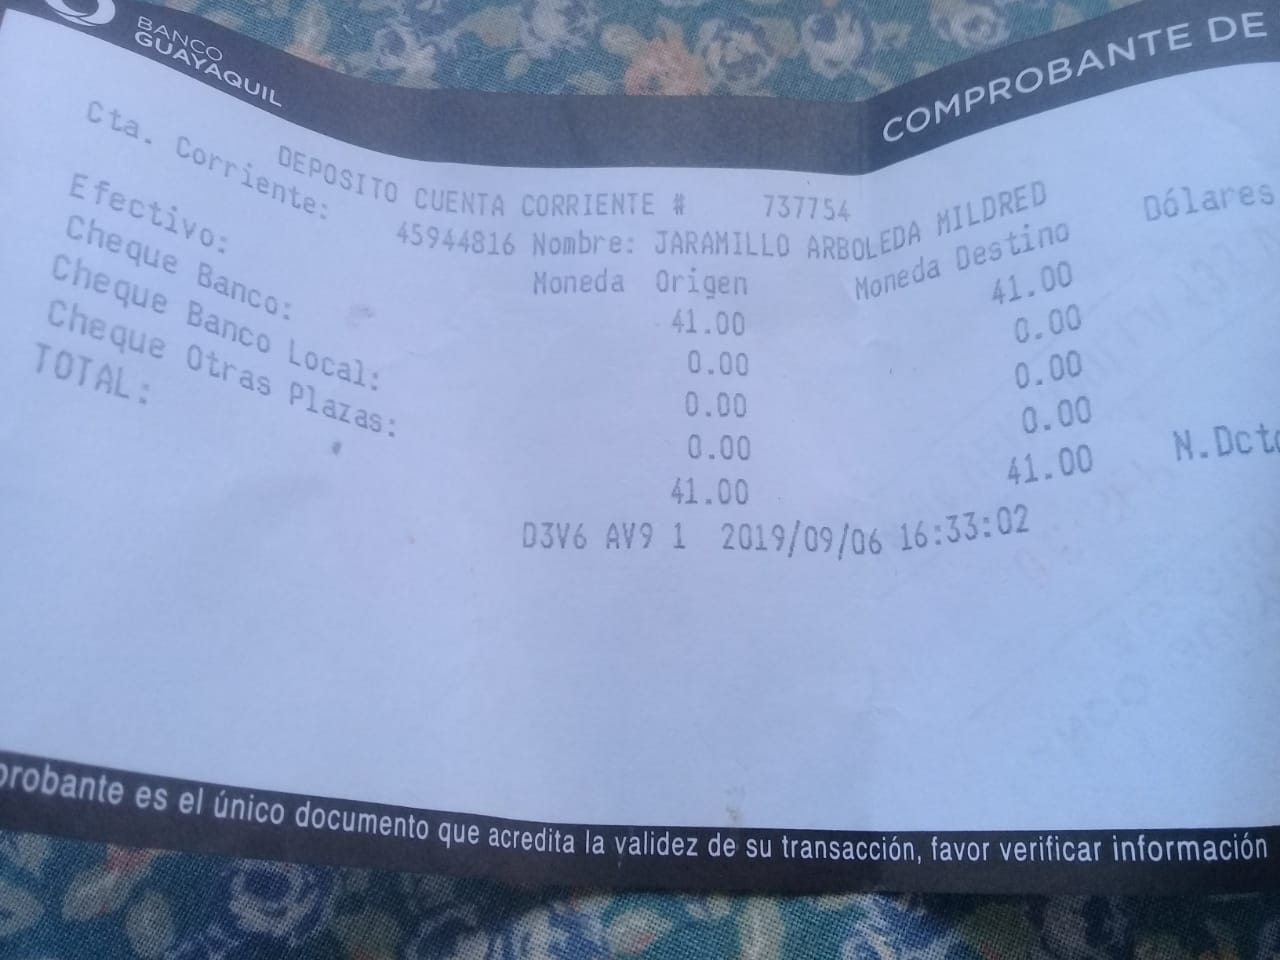 BANCO
GUAYAQUIL
COMPROBANTE DE
DEPOSITO CUENTA CORRIENTE # 737754
Cta. Corriente: 45944816 Nombre: JARAMILLO ARBOLEDA MILDRED
Moneda Origen Moneda Destino Dólares
Efectivo: 41.00 41.00
Cheque Banco: 0.00 0.00
Cheque Banco Local: 0.00 0.00
Cheque Otras Plazas: 0.00 0.00
TOTAL: 41.00 41.00 N.Dct
D3V6 AV9 1 2019/09/06 16:33:02
probante es el único documento que acredita la validez de su transacción, favor verificar información